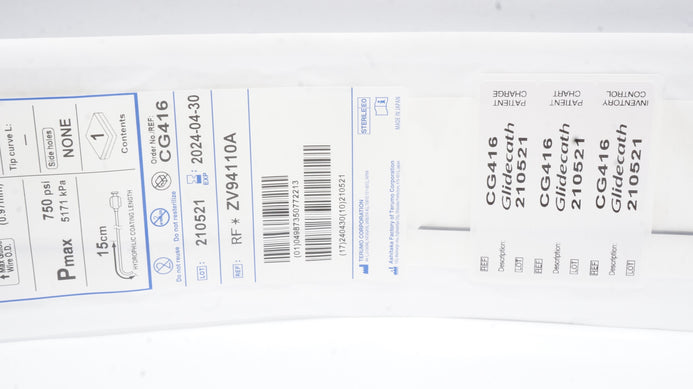 Tip curve L: —
Side holes
NONE
1
Contents
Wire O.D.
Pmax
750 psi
5171 kPa
15cm
HYDROPHILIC COATING LENGTH
Order No./REF:
CG416
Do not reuse
Do not resterilize
LOT : 210521
EXP : 2024-04-30
REF : RF*ZV94110A
(01)04987350772213
(17)240430(10)210521
STERILE EO
MADE IN JAPAN
TERUMO CORPORATION
Ashitaka Factory of Terumo Corporation
PATIENT CHARGE
REF CG416
Description: Glidecath
LOT 210521
PATIENT CHART
REF CG416
Description: Glidecath
LOT 210521
INVENTORY CONTROL
REF CG416
Description: Glidecath
LOT 210521